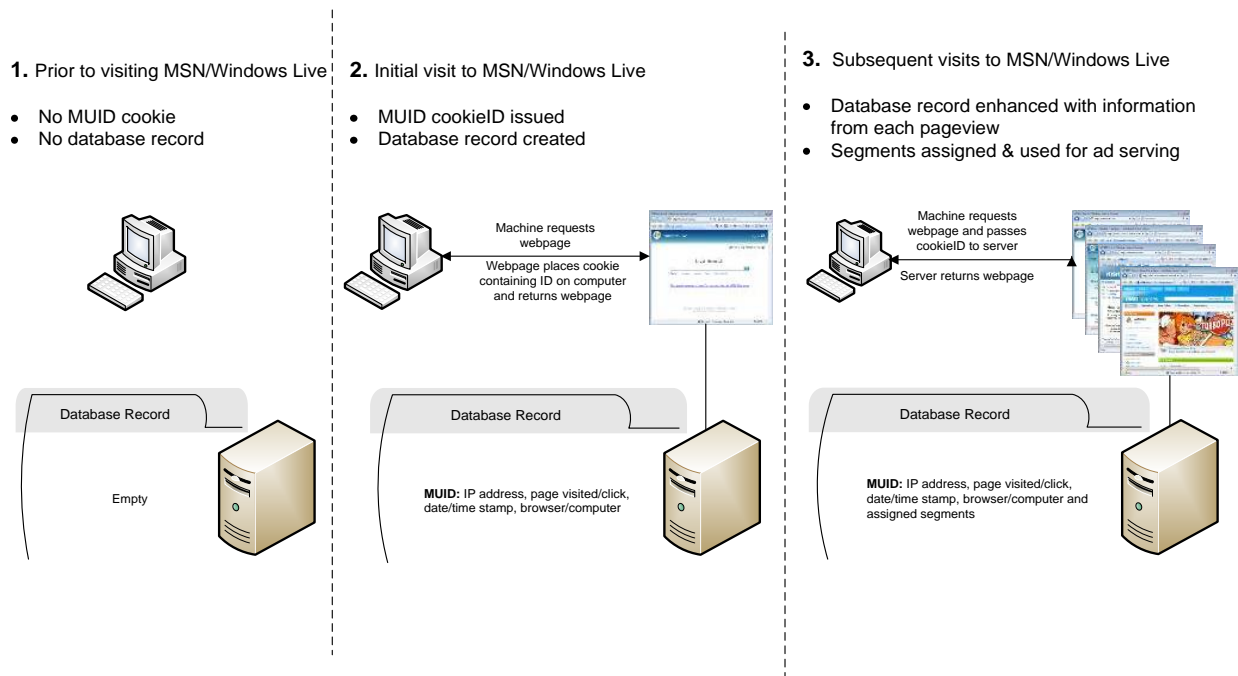 1. Prior to visiting MSN/Windows Live
• No MUID cookie
• No database record
Database Record
Empty
2. Initial visit to MSN/Windows Live
• MUID cookieID issued
• Database record created
Machine requests
webpage
Webpage places cookie
containing ID on computer
and returns webpage
Database Record
MUID: IP address, page visited/click,
date/time stamp, browser/computer
3. Subsequent visits to MSN/Windows Live
• Database record enhanced with information
from each pageview
• Segments assigned & used for ad serving
Machine requests
webpage and passes
cookieID to server
Server returns webpage
Database Record
MUID: IP address, page visited/click,
date/time stamp, browser/computer and
assigned segments